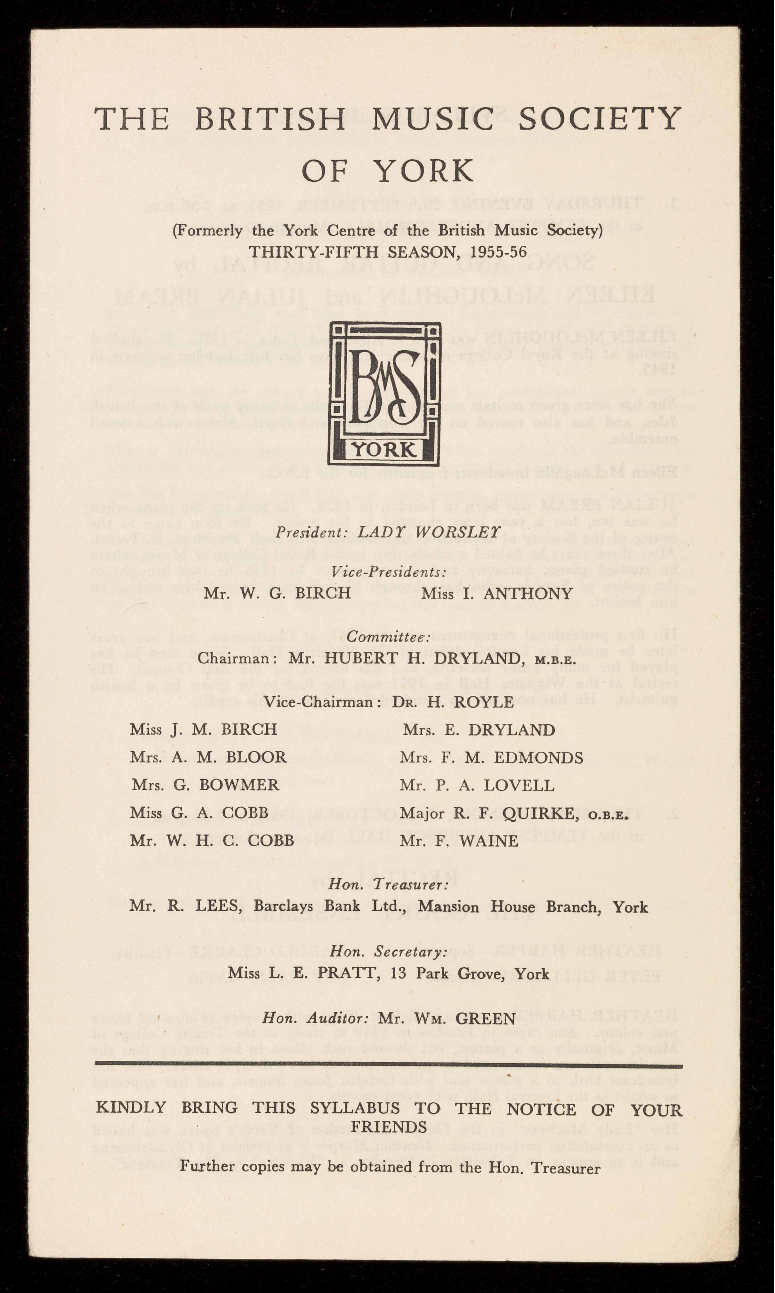 THE BRITISH MUSIC SOCIETY
OF YORK
(Formerly the York Centre of the British Music Society)
THIRTY-FIFTH SEASON, 1955-56
BMS
YORK
President: LADY WORSLEY
Vice-Presidents:
Mr. W. G. BIRCH Miss I. ANTHONY
Committee:
Chairman: Mr. HUBERT H. DRYLAND, M.B.E.
Vice-Chairman: DR. H. ROYLE
Miss J. M. BIRCH Mrs. E. DRYLAND
Mrs. A. M. BLOOR Mrs. F. M. EDMONDS
Mrs. G. BOWMER Mr. P. A. LOVELL
Miss G. A. COBB Major R. F. QUIRKE, O.B.E.
Mr. W. H. C. COBB Mr. F. WAINE
Hon. Treasurer:
Mr. R. LEES, Barclays Bank Ltd., Mansion House Branch, York
Hon. Secretary:
Miss L. E. PRATT, 13 Park Grove, York
Hon. Auditor: Mr. WM. GREEN
KINDLY BRING THIS SYLLABUS TO THE NOTICE OF YOUR
FRIENDS
Further copies may be obtained from the Hon. Treasurer